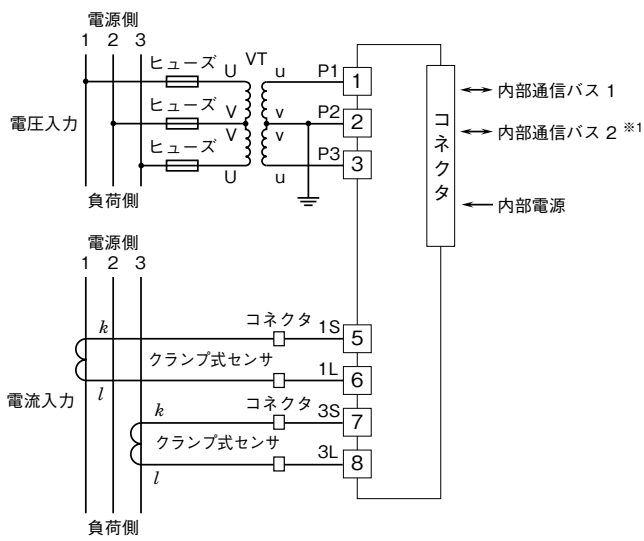 電源側
1 2 3
ヒューズ
VT
U u P1 1
電圧入力
ヒューズ
V v P2 2
V v
ヒューズ
P3 3
U u
負荷側
コネクタ
内部通信バス 1
内部通信バス 2 ※1
内部電源
電源側
1 2 3
k コネクタ 1S 5
クランプ式センサ
l 1L 6
電流入力
k コネクタ 3S 7
クランプ式センサ
l 3L 8
負荷側